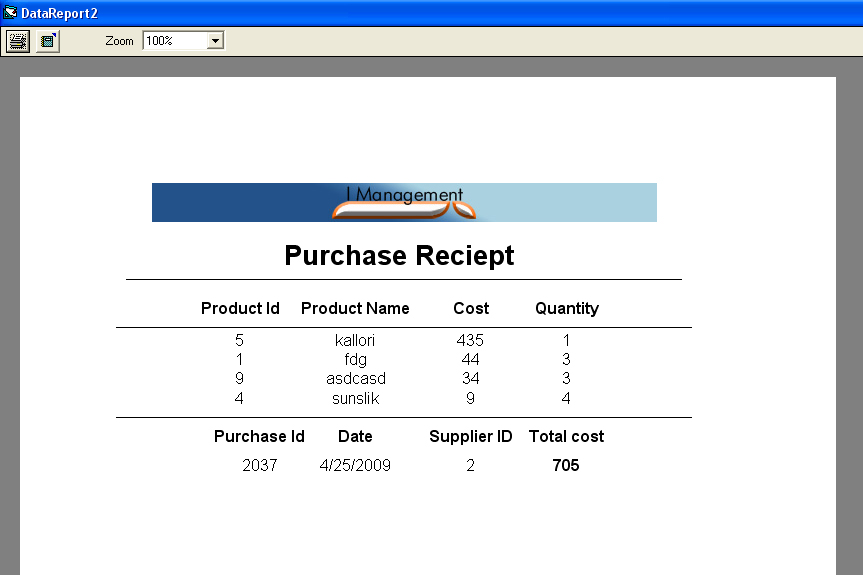 DataReport2
Zoom 100%
I Management
Purchase Reciept
Product Id Product Name Cost Quantity
5 kallori 435 1
1 fdg 44 3
9 asdcasd 34 3
4 sunslik 9 4
Purchase Id Date Supplier ID Total cost
2037 4/25/2009 2 705